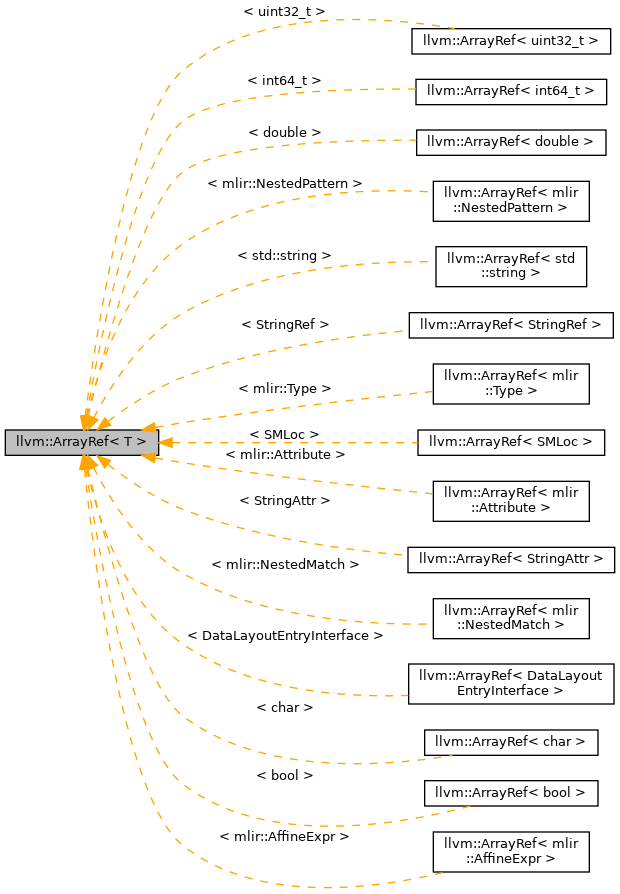 < uint32_t >
llvm::ArrayRef< uint32_t >
< int64_t >
llvm::ArrayRef< int64_t >
< double >
llvm::ArrayRef< double >
< mlir::NestedPattern >
llvm::ArrayRef< mlir
::NestedPattern >
< std::string >
llvm::ArrayRef< std
::string >
< StringRef >
llvm::ArrayRef< StringRef >
< mlir::Type >
llvm::ArrayRef< mlir
::Type >
llvm::ArrayRef< T >
< SMLoc >
llvm::ArrayRef< SMLoc >
< mlir::Attribute >
llvm::ArrayRef< mlir
::Attribute >
< StringAttr >
llvm::ArrayRef< StringAttr >
< mlir::NestedMatch >
llvm::ArrayRef< mlir
::NestedMatch >
< DataLayoutEntryInterface >
llvm::ArrayRef< DataLayout
EntryInterface >
< char >
llvm::ArrayRef< char >
< bool >
llvm::ArrayRef< bool >
< mlir::AffineExpr >
llvm::ArrayRef< mlir
::AffineExpr >